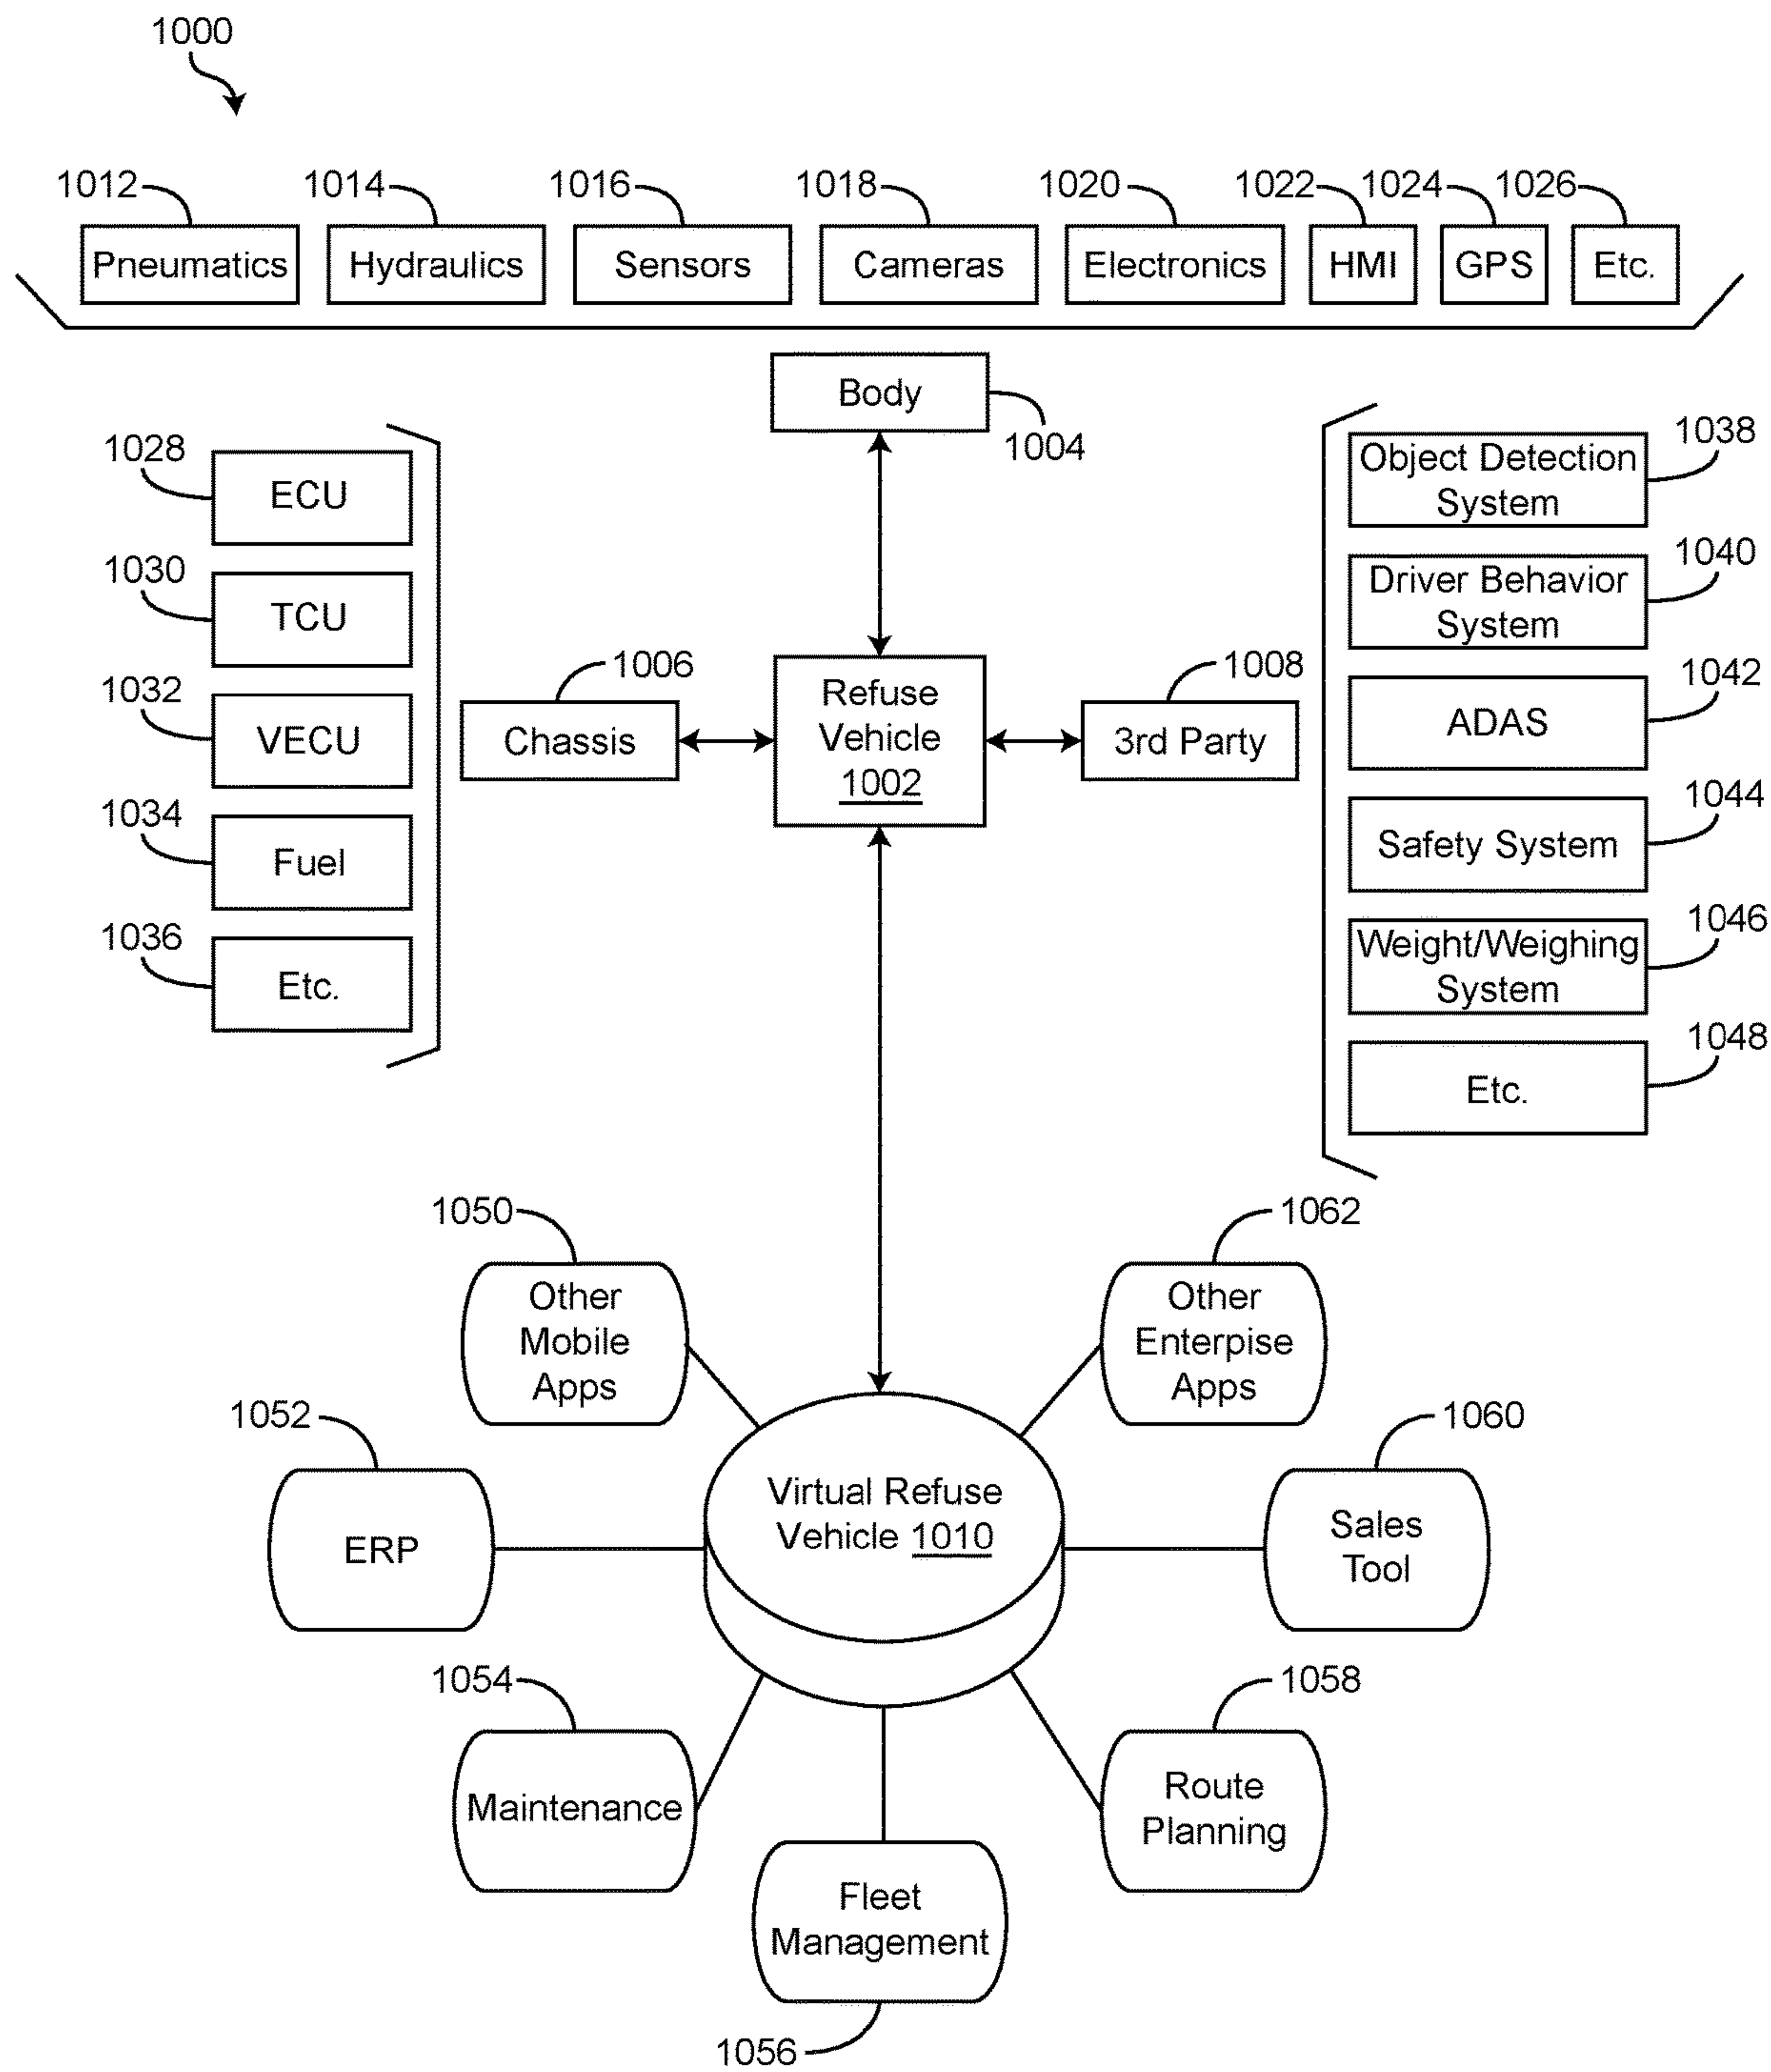 1000
1012
1014
1016
1018
1020
1022
1024
1026
Pneumatics
Hydraulics
Sensors
Cameras
Electronics
HMI
GPS
Etc.
Body
1004
1028
ECU
1030
TCU
1032
VECU
1034
Fuel
1036
Etc.
1006
Chassis
Refuse
Vehicle
1002
1008
3rd Party
1038
Object Detection
System
1040
Driver Behavior
System
1042
ADAS
1044
Safety System
1046
Weight/Weighing
System
1048
Etc.
1050
Other
Mobile
Apps
1062
Other
Enterpise
Apps
1052
ERP
Virtual Refuse
Vehicle 1010
1060
Sales
Tool
1054
Maintenance
1058
Route
Planning
Fleet
Management
1056